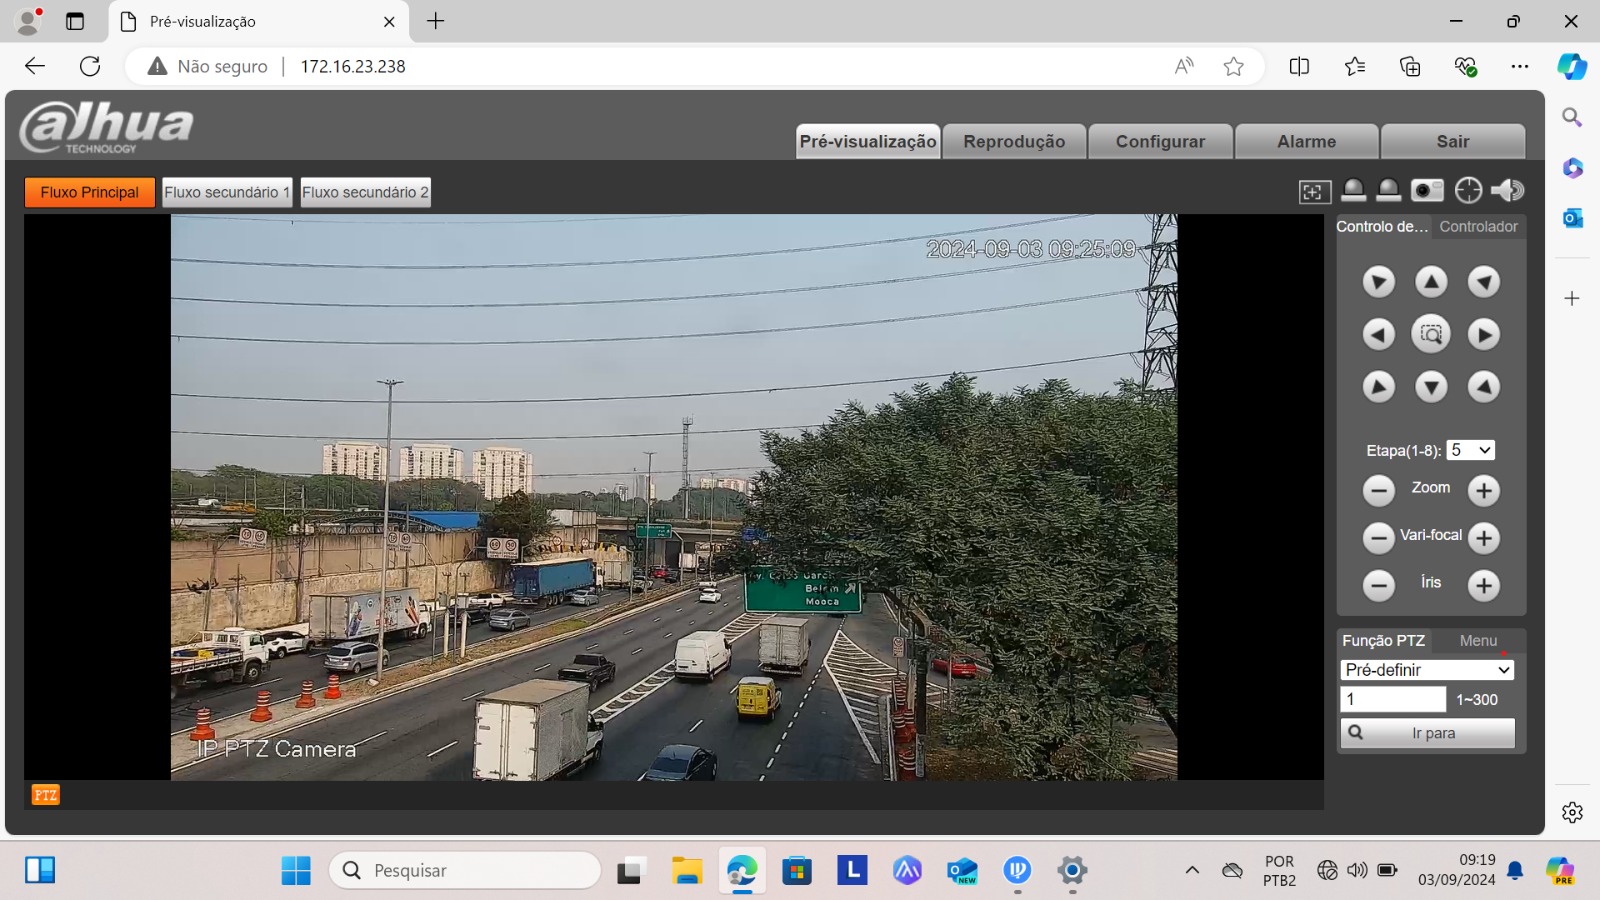 Pré-visualização
Não seguro
172.16.23.238
alhua
TECHNOLOGY
Pré-visualização
Reprodução
Configurar
Alarme
Sair
Fluxo Principal
Fluxo secundário 1
Fluxo secundário 2
2024-09-03 09:25:09
Belém
Mooca
IP PTZ Camera
PTZ
Controlo de...
Controlador
Etapa(1-8): 5
Zoom
Vari-focal
Íris
Função PTZ
Menu
Pré-definir
1
1~300
Ir para
Pesquisar
L
NEW
POR
PTB2
09:19
03/09/2024
PRE